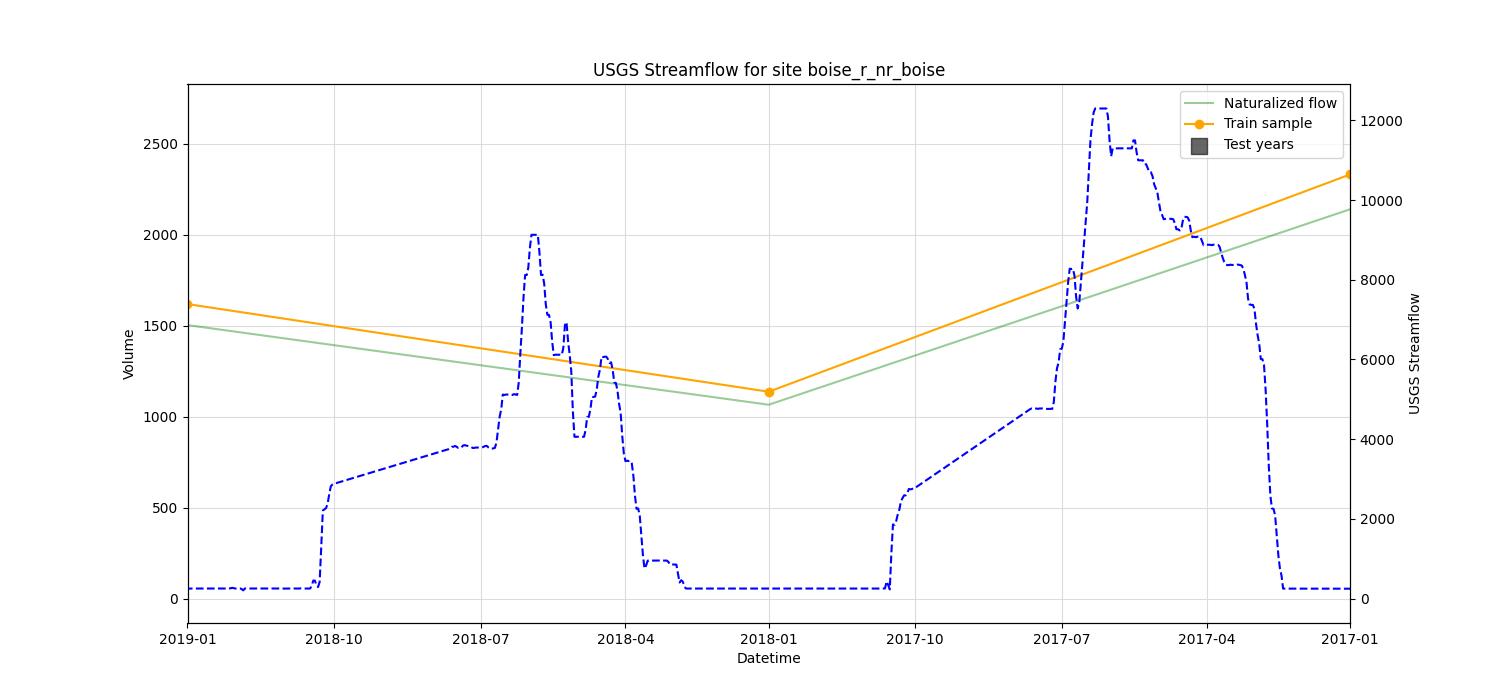 USGS Streamflow for site boise_r_nr_boise
Naturalized flow
Train sample
Test years
Volume
2500
2000
1500
1000
500
0
12000
10000
8000
6000
4000
2000
0
USGS Streamflow
2019-01 2018-10 2018-07 2018-04 2018-01 2017-10 2017-07 2017-04 2017-01
Datetime